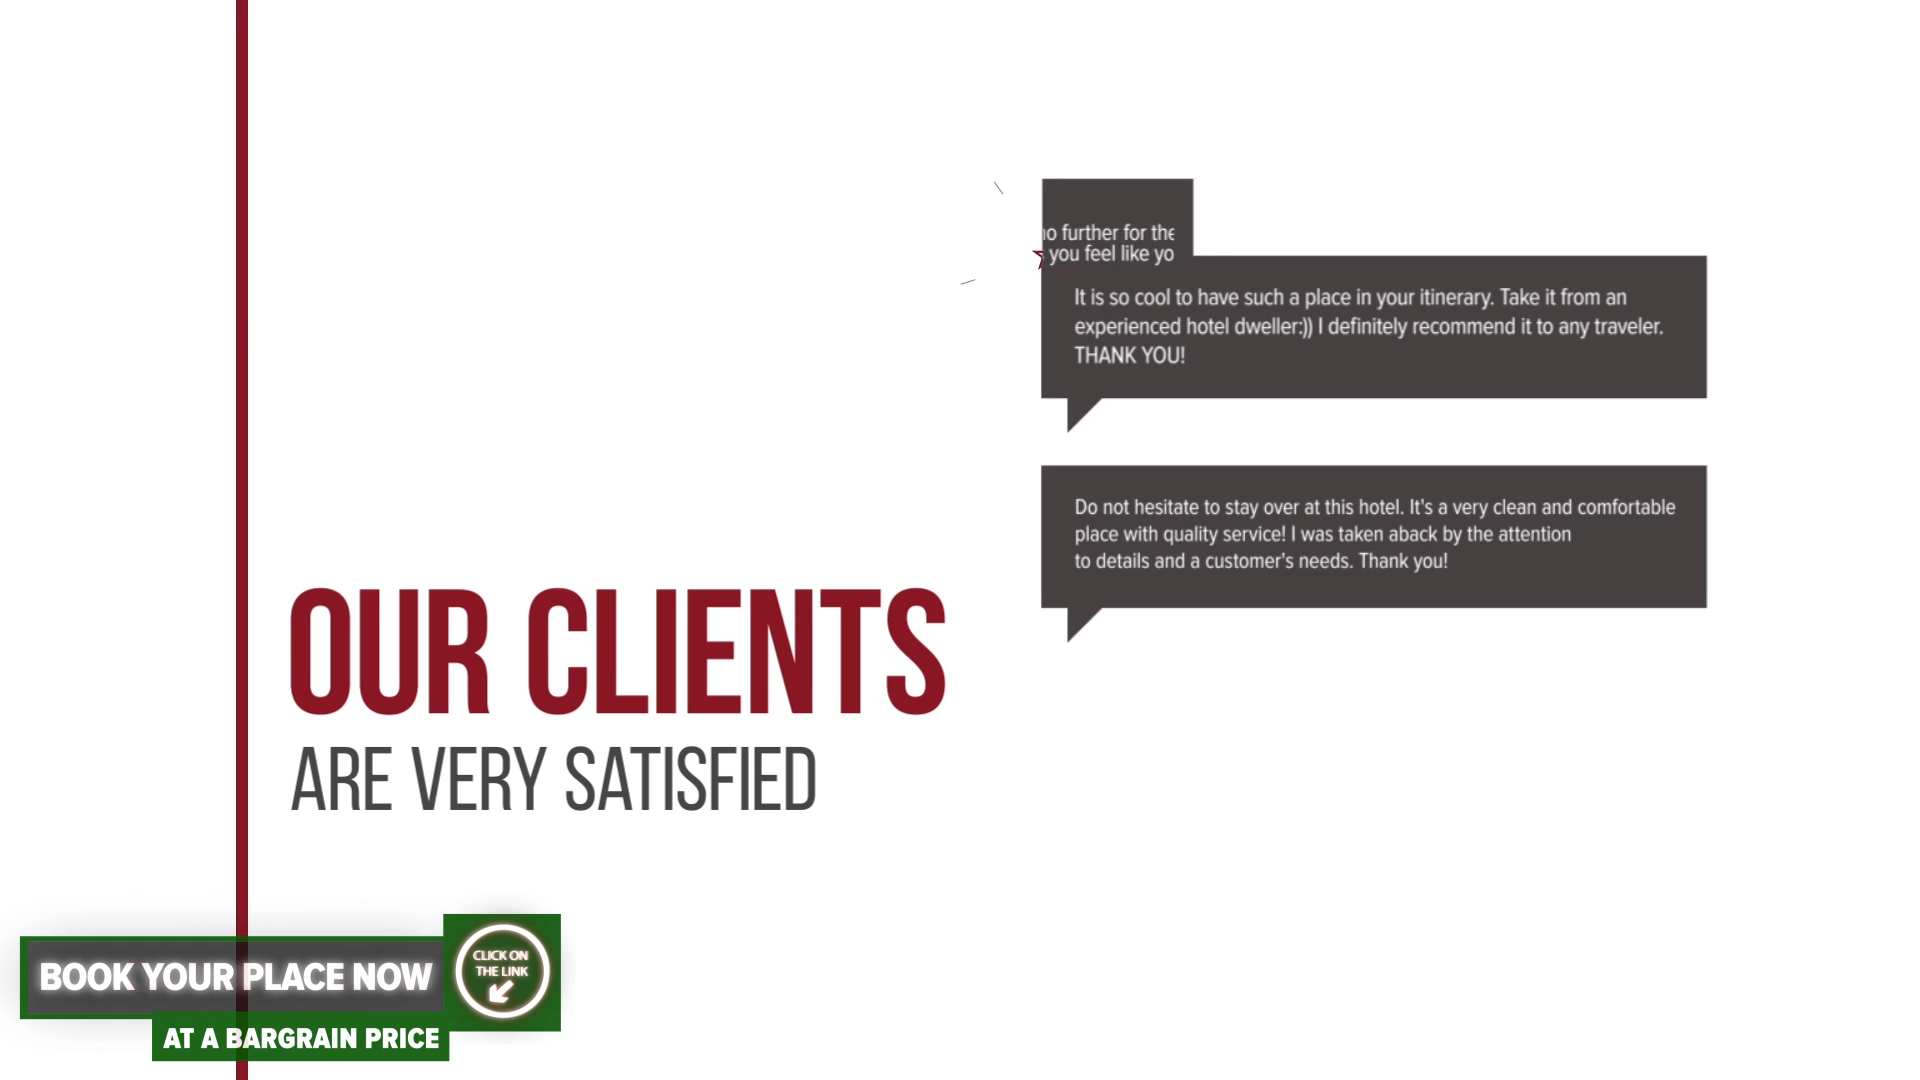 further for the
you feel like yo
It is so cool to have such a place in your itinerary. Take it from an
experienced hotel dweller:)) I definitely recommend it to any traveler.
THANK YOU!
Do not hesitate to stay over at this hotel. It's a very clean and comfortable
place with quality service! I was taken aback by the attention
to details and a customer's needs. Thank you!
OUR CLIENTS
ARE VERY SATISFIED
BOOK YOUR PLACE NOW
CLICK ON
THE LINK
AT A BARGRAIN PRICE